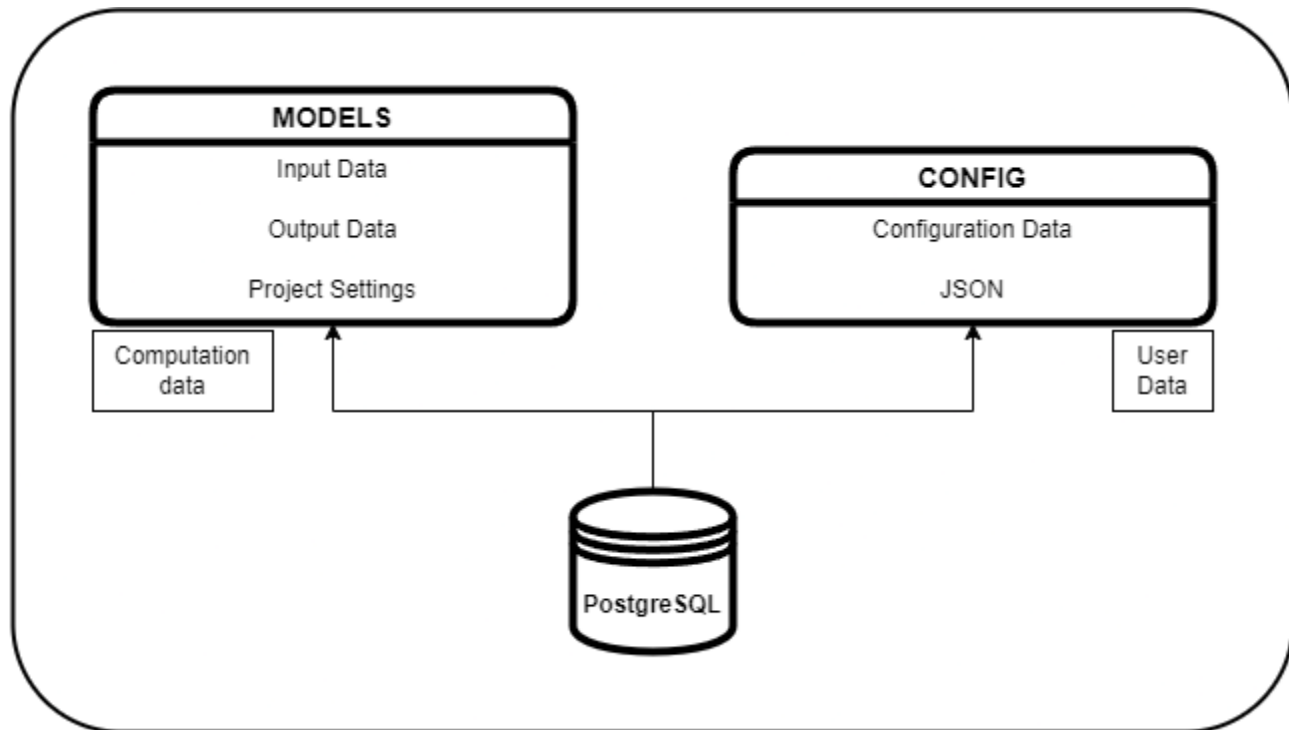 MODELS
Input Data
Output Data
Project Settings
Computation
data
CONFIG
Configuration Data
JSON
User
Data
PostgreSQL